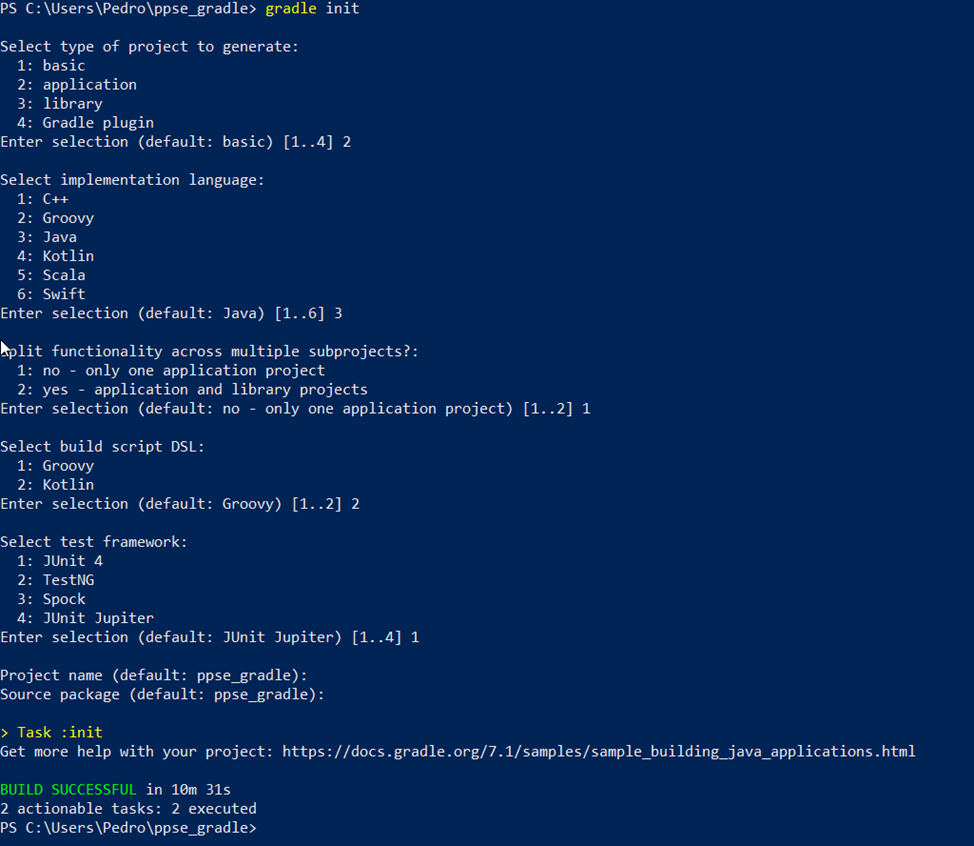 PS C:\Users\Pedro\ppse_gradle> gradle init
Select type of project to generate:
1: basic
2: application
3: library
4: Gradle plugin
Enter selection (default: basic) [1..4] 2
Select implementation language:
1: C++
2: Groovy
3: Java
4: Kotlin
5: Scala
6: Swift
Enter selection (default: Java) [1..6] 3
Split functionality across multiple subprojects?:
1: no - only one application project
2: yes - application and library projects
Enter selection (default: no - only one application project) [1..2] 1
Select build script DSL:
1: Groovy
2: Kotlin
Enter selection (default: Groovy) [1..2] 2
Select test framework:
1: JUnit 4
2: TestNG
3: Spock
4: JUnit Jupiter
Enter selection (default: JUnit Jupiter) [1..4] 1
Project name (default: ppse_gradle):
Source package (default: ppse_gradle):
> Task :init
Get more help with your project: https://docs.gradle.org/7.1/samples/sample_building_java_applications.html
BUILD SUCCESSFUL in 10m 31s
2 actionable tasks: 2 executed
PS C:\Users\Pedro\ppse_gradle>